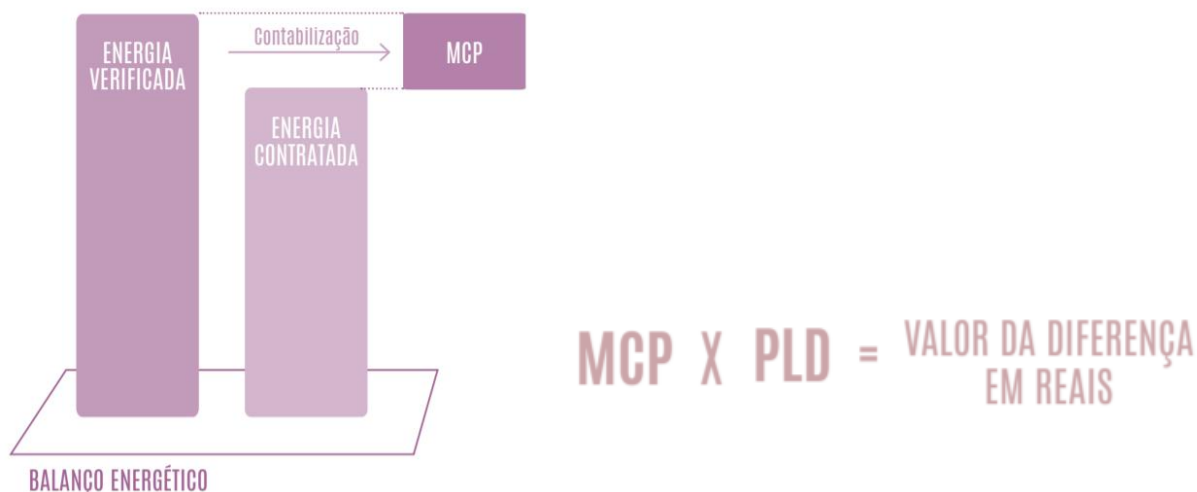 ENERGIA
VERIFICADA
Contabilização
MCP
ENERGIA
CONTRATADA
MCP X PLD = VALOR DA DIFERENÇA
EM REAIS
BALANÇO ENERGÉTICO